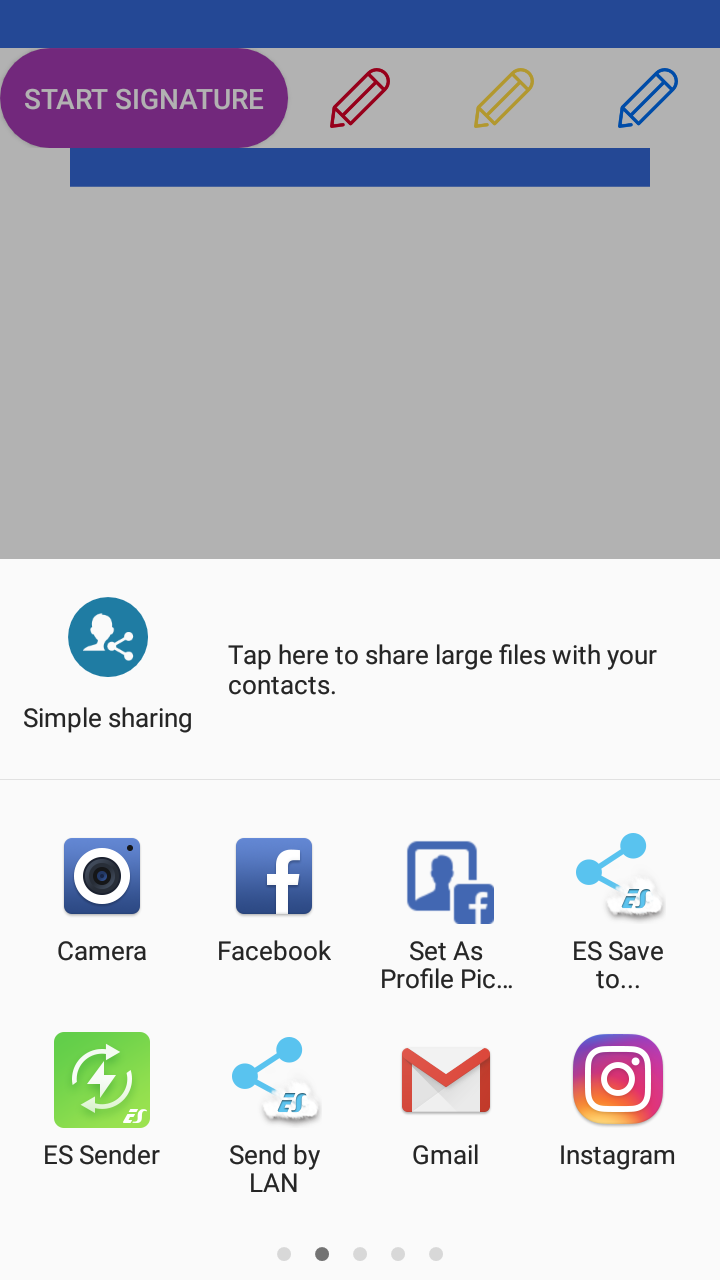 START SIGNATURE
Tap here to share large files with your
contacts.
Simple sharing
Camera
Facebook
Set As
Profile Pic...
ES Save
to...
ES
ES Sender
ES
Send by
LAN
ES
Gmail
Instagram